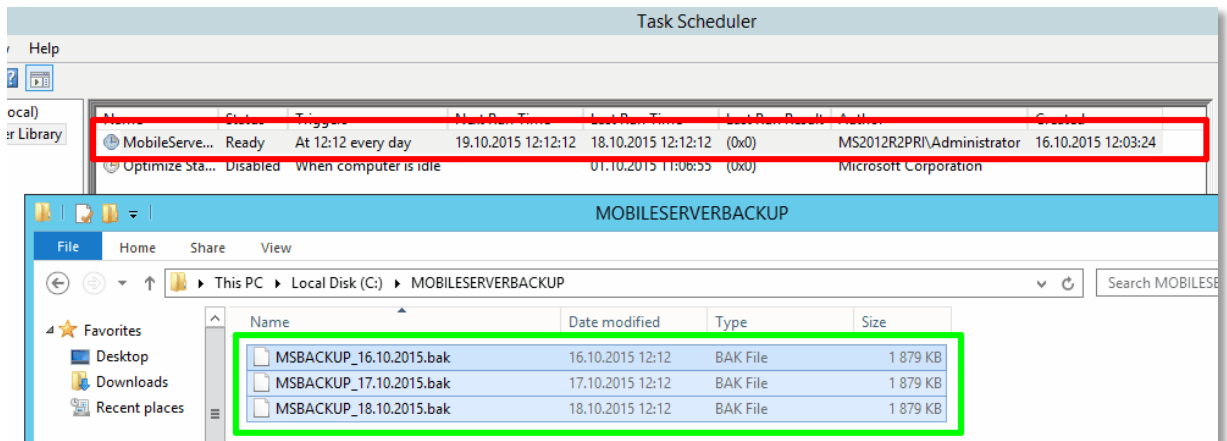 Task Scheduler
Help
ocal)
er Library
Name Status Triggers Next Run Time Last Run Time Last Run Result Author Created
MobileServe... Ready At 12:12 every day 19.10.2015 12:12:12 18.10.2015 12:12:12 (0x0) MS2012R2PRI\Administrator 16.10.2015 12:03:24
Optimize Sta... Disabled When computer is idle 01.10.2015 11:06:55 (0x0) Microsoft Corporation
MOBILESERVERBACKUP
File Home Share View
This PC Local Disk (C:) MOBILESERVERBACKUP Search MOBILESE
Favorites
Name Date modified Type Size
Desktop
MSBACKUP_16.10.2015.bak 16.10.2015 12:12 BAK File 1 879 KB
Downloads
MSBACKUP_17.10.2015.bak 17.10.2015 12:12 BAK File 1 879 KB
Recent places
MSBACKUP_18.10.2015.bak 18.10.2015 12:12 BAK File 1 879 KB